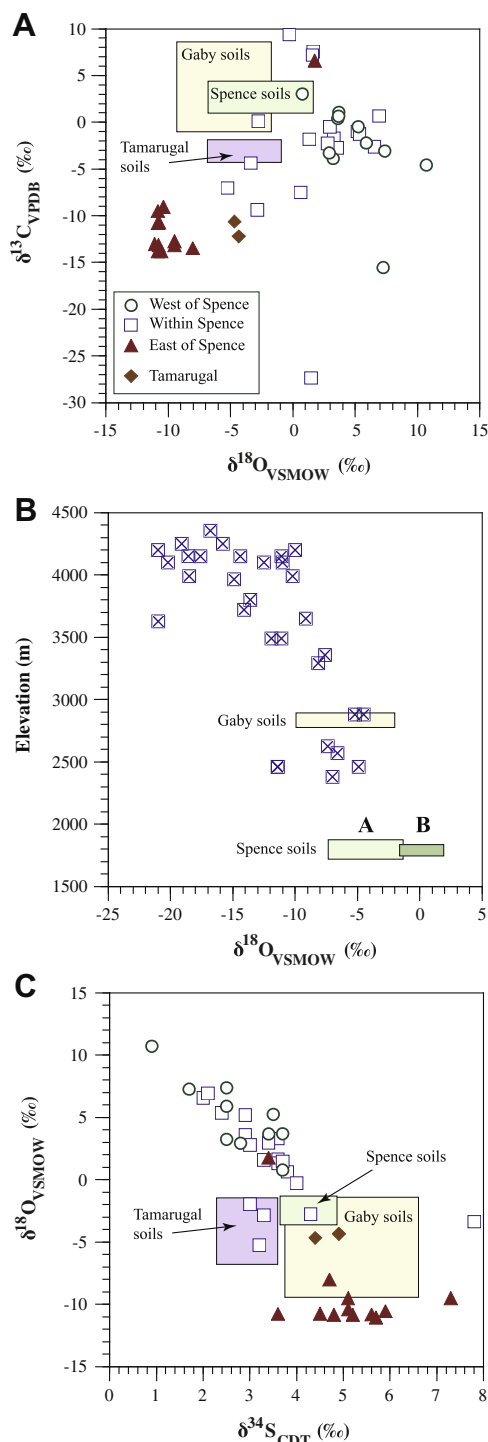 A
10
5
0
-5
-10
-15
-20
-25
-30
δ13CVPDB (‰)
Gaby soils
Spence soils
Tamarugal
soils
West of Spence
Within Spence
East of Spence
Tamarugal
-15 -10 -5 0 5 10 15
δ18OVSMOW (‰)
B
4500
4000
3500
3000
2500
2000
1500
Elevation (m)
Gaby soils
A B
Spence soils
-25 -20 -15 -10 -5 0 5
δ18OVSMOW (‰)
C
15
10
5
0
-5
-10
-15
δ18OVSMOW (‰)
Spence soils
Tamarugal
soils
Gaby soils
0 1 2 3 4 5 6 7 8
δ34SCDT (‰)